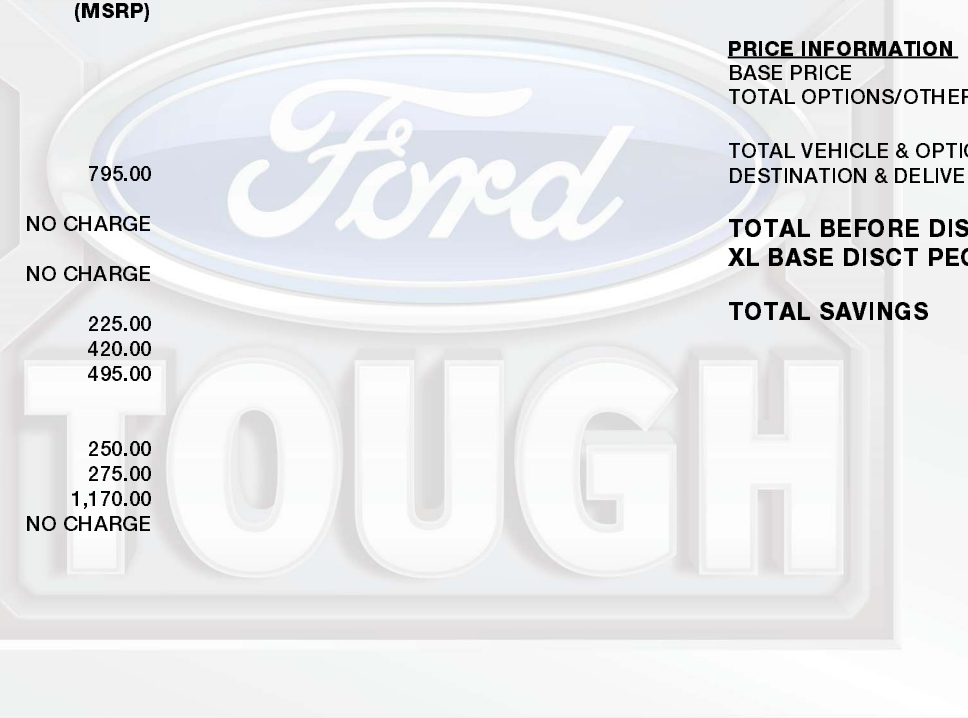 (MSRP)
795.00
NO CHARGE
NO CHARGE
225.00
420.00
495.00
250.00
275.00
1,170.00
NO CHARGE
PRICE INFORMATION
BASE PRICE
TOTAL OPTIONS/OTHER
TOTAL VEHICLE & OPTIO
DESTINATION & DELIVE
TOTAL BEFORE DIS
XL BASE DISCT PEG
TOTAL SAVINGS
Ford
TOUGH